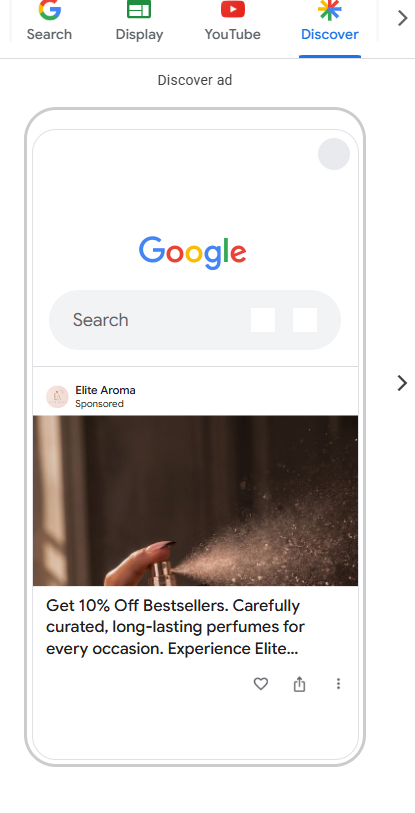 Search
Display
YouTube
Discover
Discover ad
Google
Search
Elite Aroma
Sponsored
Get 10% Off Bestsellers. Carefully
curated, long-lasting perfumes for
every occasion. Experience Elite...